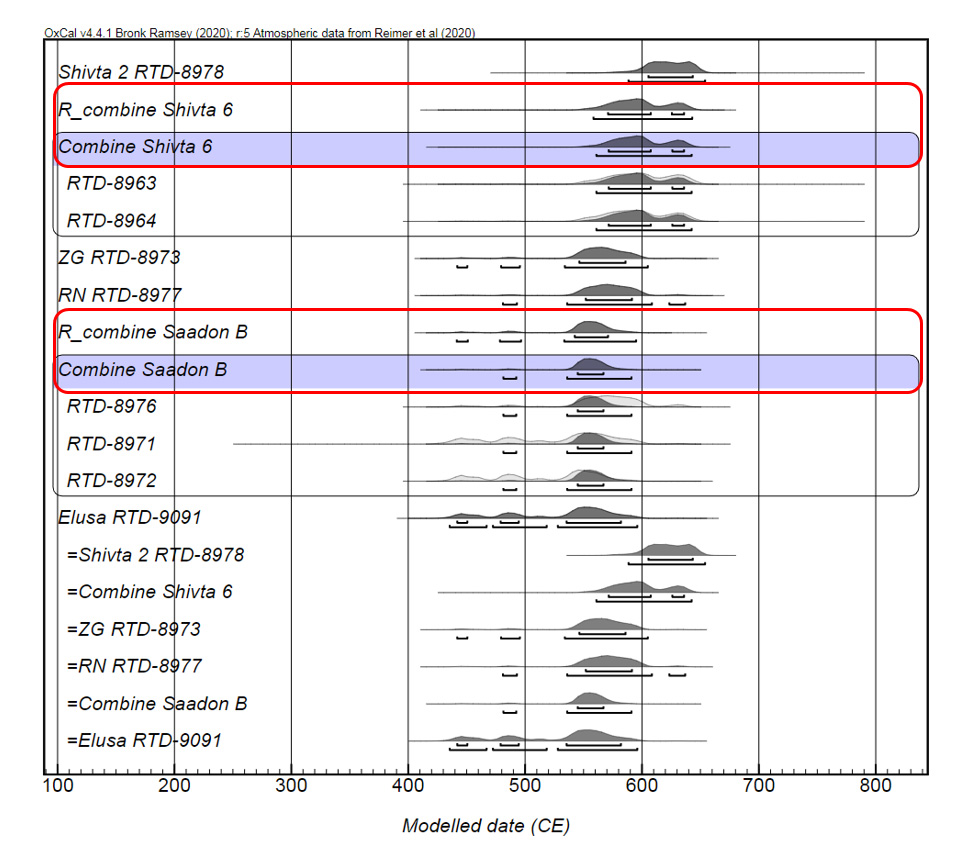 OxCal v4.4.1 Bronk Ramsey (2020); r:5 Atmospheric data from Reimer et al (2020)
Shivta 2 RTD-8978
R_combine Shivta 6
Combine Shivta 6
RTD-8963
RTD-8964
ZG RTD-8973
RN RTD-8977
R_combine Saadon B
Combine Saadon B
RTD-8976
RTD-8971
RTD-8972
Elusa RTD-9091
=Shivta 2 RTD-8978
=Combine Shivta 6
=ZG RTD-8973
=RN RTD-8977
=Combine Saadon B
=Elusa RTD-9091
100 200 300 400 500 600 700 800
Modelled date (CE)